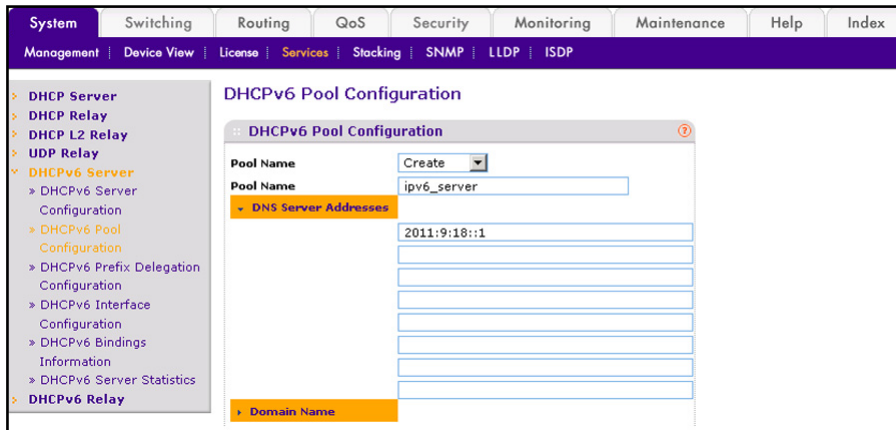 System Switching Routing QoS Security Monitoring Maintenance Help Index
Management Device View License Services Stacking SNMP LLDP ISDP
DHCP Server
DHCP Relay
DHCP L2 Relay
UDP Relay
DHCPv6 Server
» DHCPv6 Server
Configuration
» DHCPv6 Pool
Configuration
» DHCPv6 Prefix Delegation
Configuration
» DHCPv6 Interface
Configuration
» DHCPv6 Bindings
Information
» DHCPv6 Server Statistics
DHCPv6 Relay
DHCPv6 Pool Configuration
DHCPv6 Pool Configuration ?
Pool Name Create
Pool Name ipv6_server
DNS Server Addresses
2011:9:18::1
Domain Name